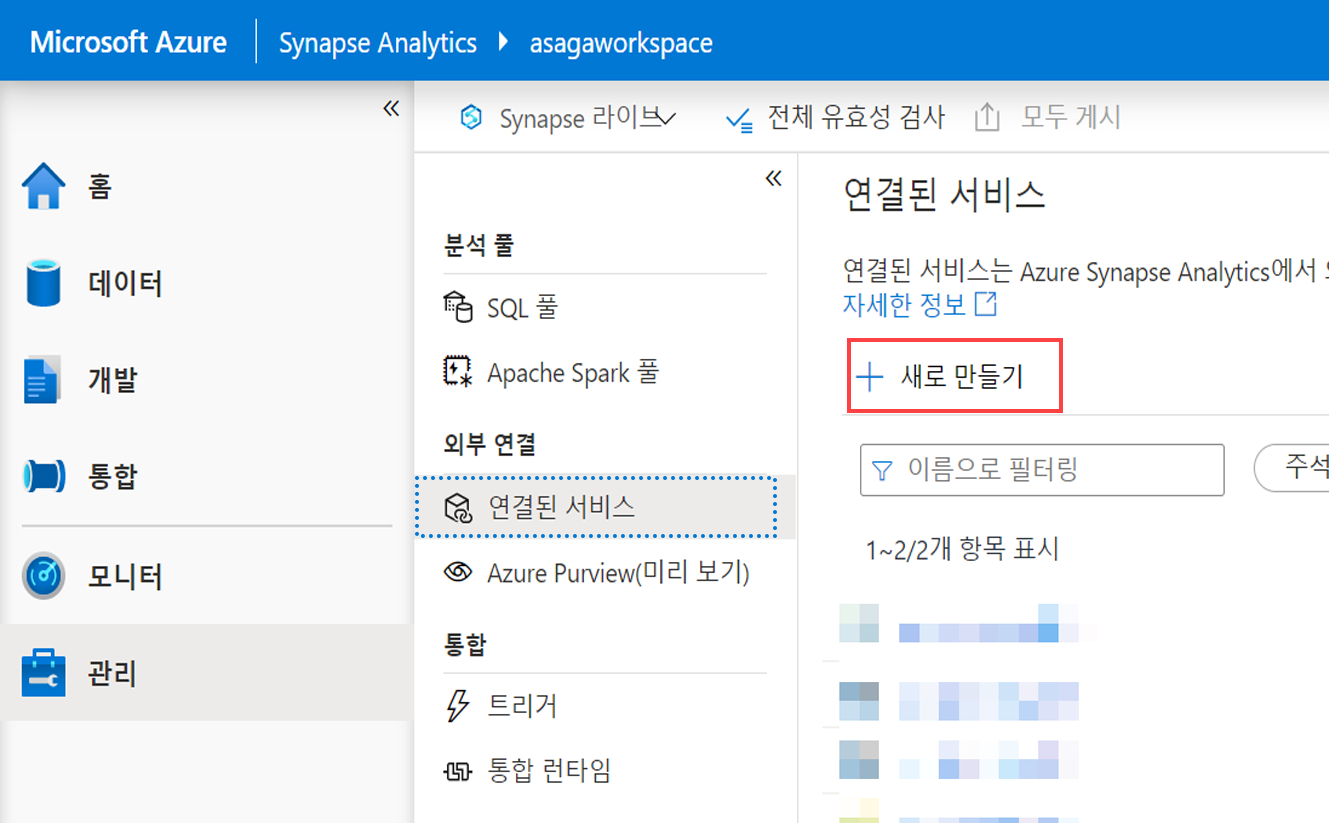 Microsoft Azure Synapse Analytics asagaworkspace
홈
데이터
개발
통합
모니터
관리
Synapse 라이브 전체 유효성 검사 모두 게시
분석 풀
SQL 풀
Apache Spark 풀
외부 연결
연결된 서비스
Azure Purview(미리 보기)
통합
트리거
통합 런타임
연결된 서비스
연결된 서비스는 Azure Synapse Analytics에서
자세한 정보
새로 만들기
이름으로 필터링
주석
1~2/2개 항목 표시